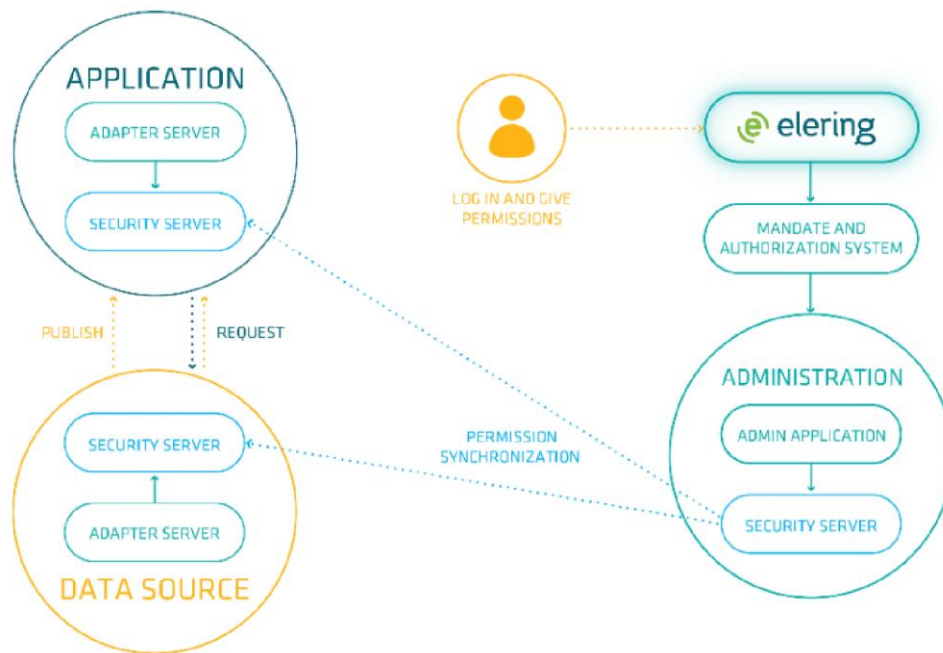 APPLICATION
ADAPTER SERVER
SECURITY SERVER
elering
LOG IN AND GIVE
PERMISSIONS
MANDATE AND
AUTHORIZATION SYSTEM
PUBLISH
REQUEST
ADMINISTRATION
ADMIN APPLICATION
SECURITY SERVER
PERMISSION
SYNCHRONIZATION
SECURITY SERVER
ADAPTER SERVER
DATA SOURCE